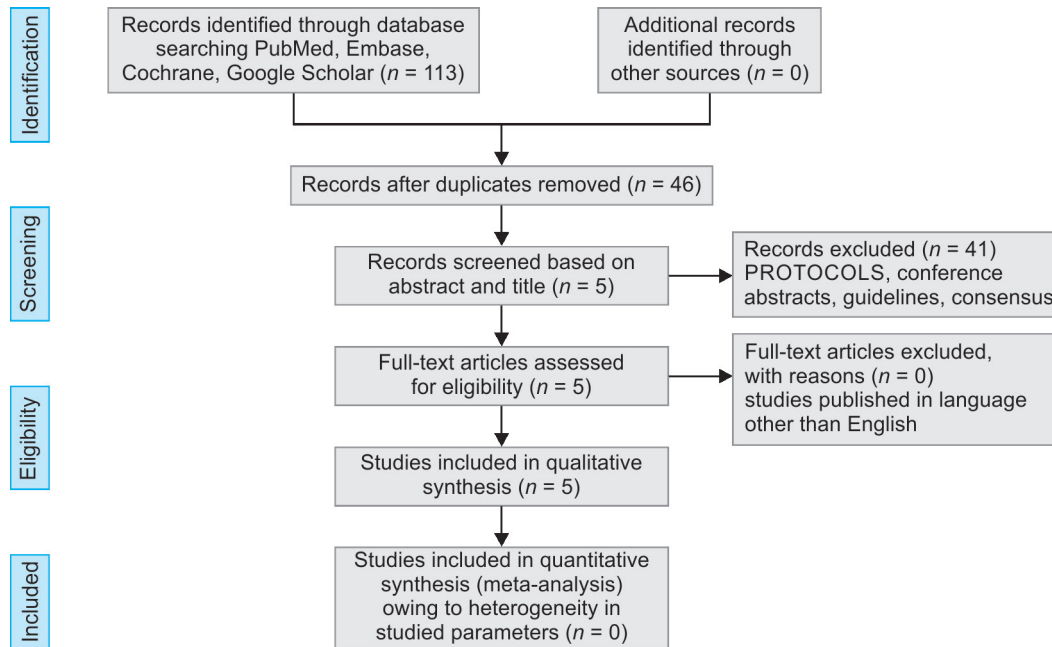 Identification
Records identified through database
searching PubMed, Embase,
Cochrane, Google Scholar (n = 113)
Additional records
identified through
other sources (n = 0)
Records after duplicates removed (n = 46)
Screening
Records screened based on
abstract and title (n = 5)
Records excluded (n = 41)
PROTOCOLS, conference
abstracts, guidelines, consensus
Eligibility
Full-text articles assessed
for eligibility (n = 5)
Full-text articles excluded,
with reasons (n = 0)
studies published in language
other than English
Studies included in qualitative
synthesis (n = 5)
Included
Studies included in quantitative
synthesis (meta-analysis)
owing to heterogeneity in
studied parameters (n = 0)